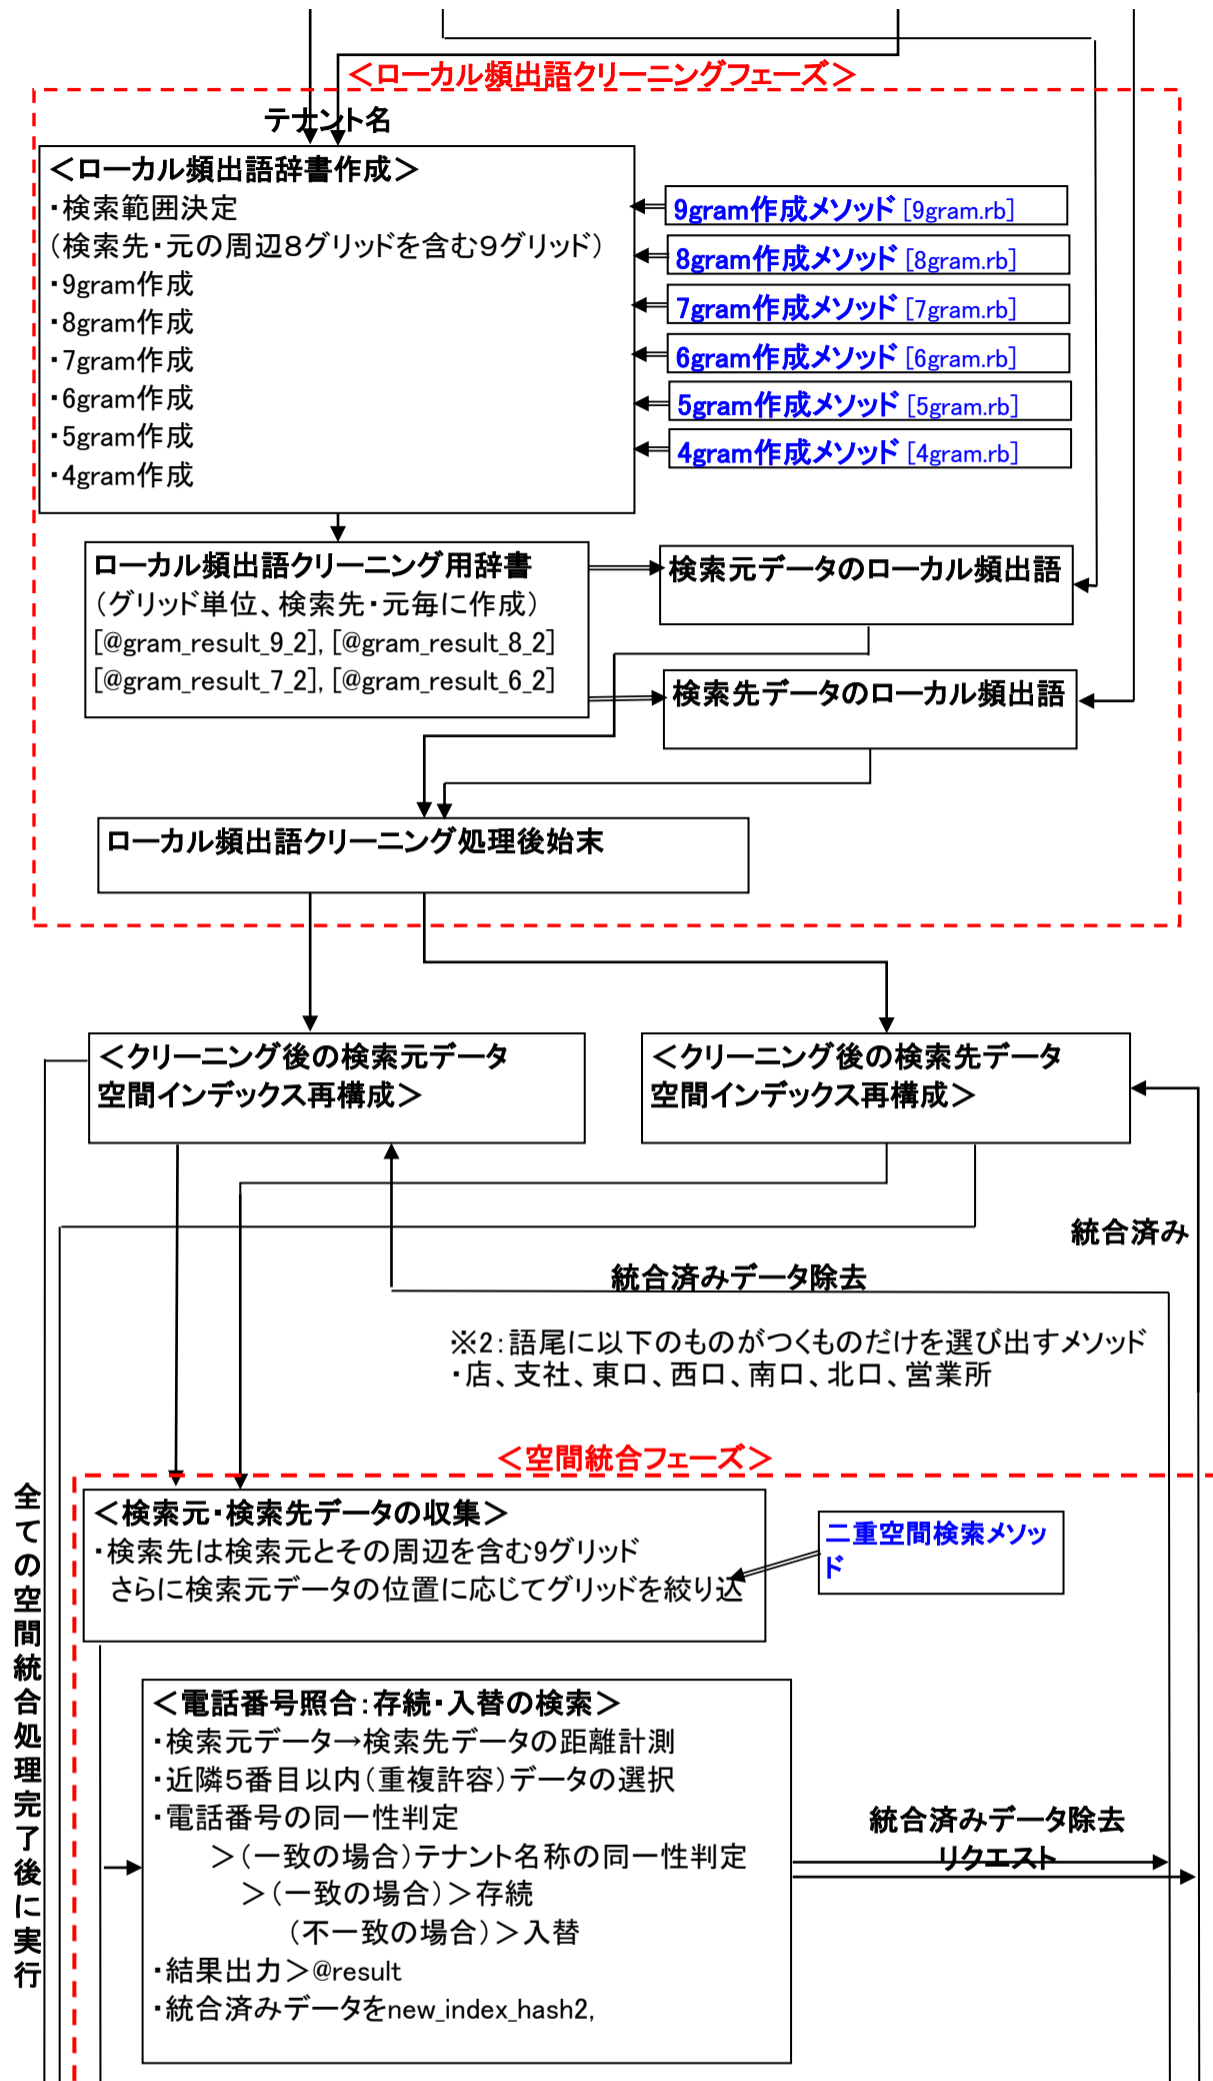 ＜ローカル頻出語クリーニングフェーズ＞
テナント名
＜ローカル頻出語辞書作成＞
・検索範囲決定
（検索先・元の周辺８グリッドを含む９グリッド）
・9gram作成
・8gram作成
・7gram作成
・6gram作成
・5gram作成
・4gram作成
9gram作成メソッド [9gram.rb]
8gram作成メソッド [8gram.rb]
7gram作成メソッド [7gram.rb]
6gram作成メソッド [6gram.rb]
5gram作成メソッド [5gram.rb]
4gram作成メソッド [4gram.rb]
ローカル頻出語クリーニング用辞書
（グリッド単位、検索先・元毎に作成）
[@gram_result_9_2], [@gram_result_8_2]
[@gram_result_7_2], [@gram_result_6_2]
検索元データのローカル頻出語
検索先データのローカル頻出語
ローカル頻出語クリーニング処理後始末
＜クリーニング後の検索元データ
空間インデックス再構成＞
＜クリーニング後の検索先データ
空間インデックス再構成＞
統合済み
統合済みデータ除去
※2：語尾に以下のものがつくものだけを選び出すメソッド
・店、支社、東口、西口、南口、北口、営業所
＜空間統合フェーズ＞
全ての空間統合処理完了後に実行
＜検索元・検索先データの収集＞
・検索先は検索元とその周辺を含む9グリッド
さらに検索元データの位置に応じてグリッドを絞り込
二重空間検索メソッ
ド
＜電話番号照合：存続・入替の検索＞
・検索元データ→検索先データの距離計測
・近隣５番目以内（重複許容）データの選択
・電話番号の同一性判定
＞（一致の場合）テナント名称の同一性判定
＞（一致の場合）＞存続
（不一致の場合）＞入替
・結果出力＞@result
・統合済みデータをnew_index_hash2,
統合済みデータ除去
リクエスト